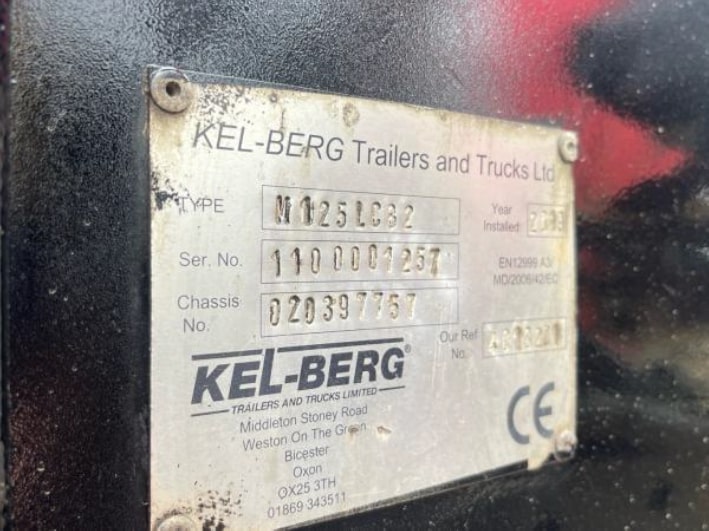 KEL-BERG Trailers and Trucks Ltd
TYPE M125LCB2
Year Installed
Ser. No. 1100001257
EN12999 A3/
MD/2006/42/EC
Chassis No. 020397757
Our Ref No.
KEL-BERG®
TRAILERS AND TRUCKS LIMITED
Middleton Stoney Road
Weston On The Green
Bicester
Oxon
OX25 3TH
01869 343511
CE